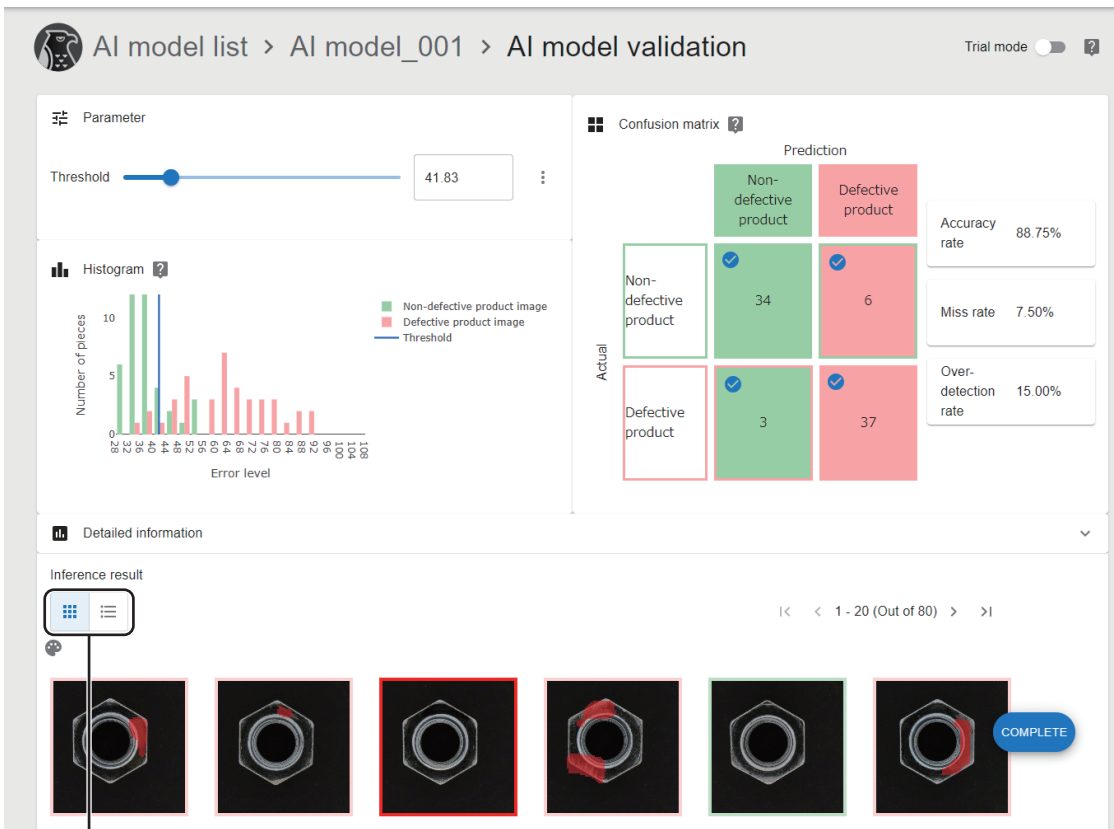 AI model list > AI model_001 > AI model validation
Trial mode
?
Parameter
Threshold
41.83
Histogram ?
Number of pieces
10
5
0
28
32
36
40
44
48
52
56
60
64
68
72
76
80
84
88
92
96
100
104
108
Error level
Non-defective product image
Defective product image
Threshold
Confusion matrix ?
Prediction
Non-
defective
product
Defective
product
Actual
Non-
defective
product
34
6
Defective
product
3
37
Accuracy
rate
88.75%
Miss rate 7.50%
Over-
detection
rate
15.00%
Detailed information
Inference result
1 - 20 (Out of 80)
COMPLETE